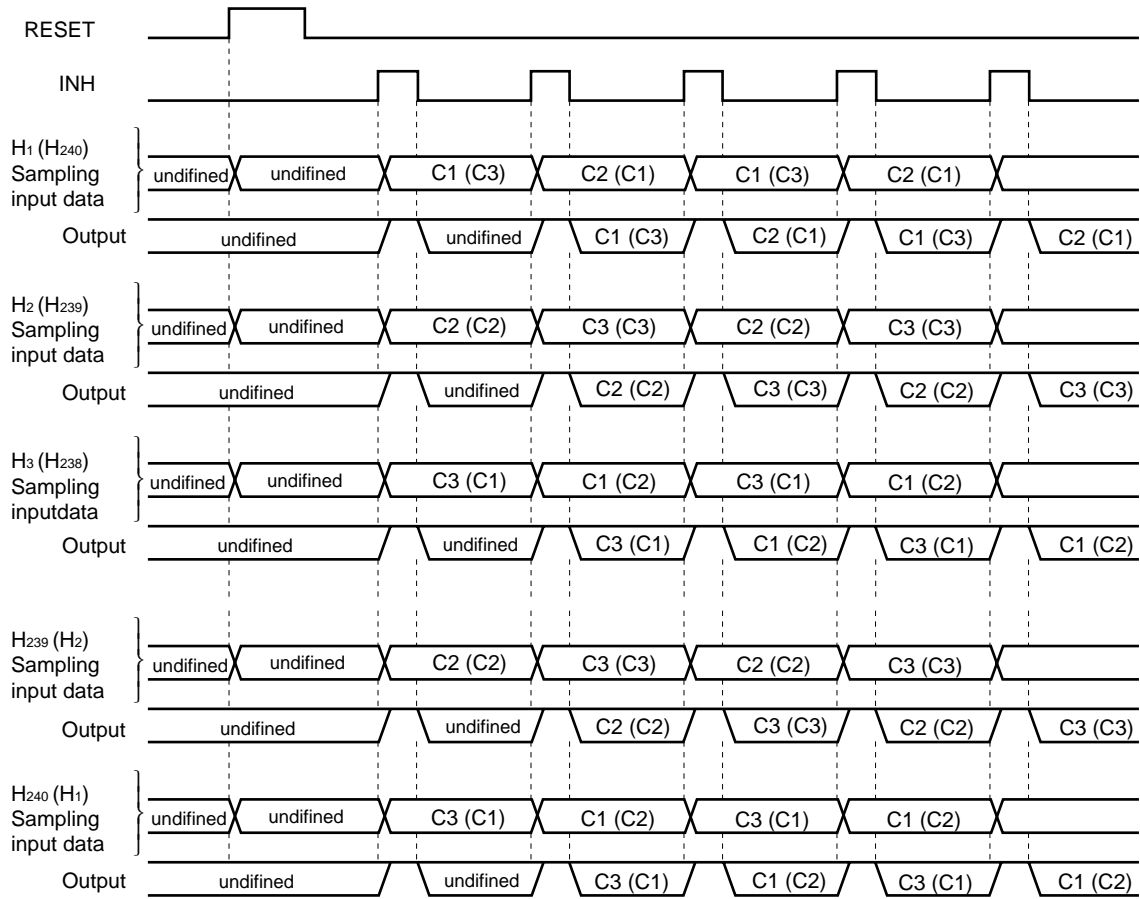 RESET
INH
H1 (H240)
Sampling
input data
undifined undifined C1 (C3) C2 (C1) C1 (C3) C2 (C1)
Output
undifined undifined C1 (C3) C2 (C1) C1 (C3) C2 (C1)
H2 (H239)
Sampling
input data
undifined undifined C2 (C2) C3 (C3) C2 (C2) C3 (C3)
Output
undifined undifined C2 (C2) C3 (C3) C2 (C2) C3 (C3)
H3 (H238)
Sampling
inputdata
undifined undifined C3 (C1) C1 (C2) C3 (C1) C1 (C2)
Output
undifined undifined C3 (C1) C1 (C2) C3 (C1) C1 (C2)
H239 (H2)
Sampling
input data
undifined undifined C2 (C2) C3 (C3) C2 (C2) C3 (C3)
Output
undifined undifined C2 (C2) C3 (C3) C2 (C2) C3 (C3)
H240 (H1)
Sampling
input data
undifined undifined C3 (C1) C1 (C2) C3 (C1) C1 (C2)
Output
undifined undifined C3 (C1) C1 (C2) C3 (C1) C1 (C2)